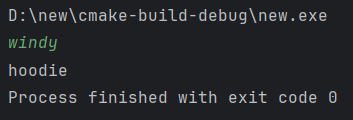 D:\new\cmake-build-debug\new.exe
windy
hoodie
Process finished with exit code 0